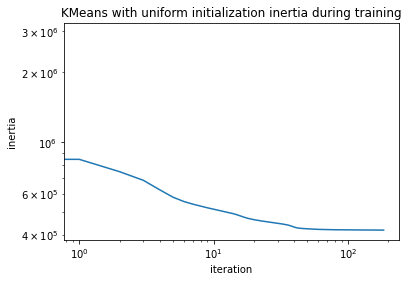 KMeans with uniform initialization inertia during training
3 × 10⁶
2 × 10⁶
10⁶
6 × 10⁵
4 × 10⁵
inertia
10⁰
10¹
10²
iteration